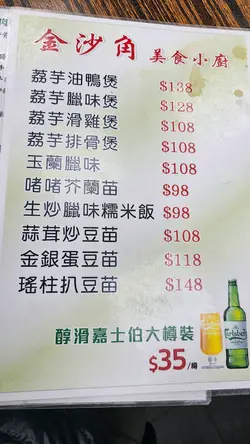 金沙角 美食小廚
荔芋油鴨煲 $138
荔芋臘味煲 $128
荔芋滑雞煲 $108
荔芋排骨煲 $108
玉蘭臘味 $108
啫啫芥蘭苗 $98
生炒臘味糯米飯 $98
蒜茸炒豆苗 $108
金銀蛋豆苗 $118
瑤柱扒豆苗 $148
醇滑嘉士伯大樽裝
$35/樽
Carlsberg